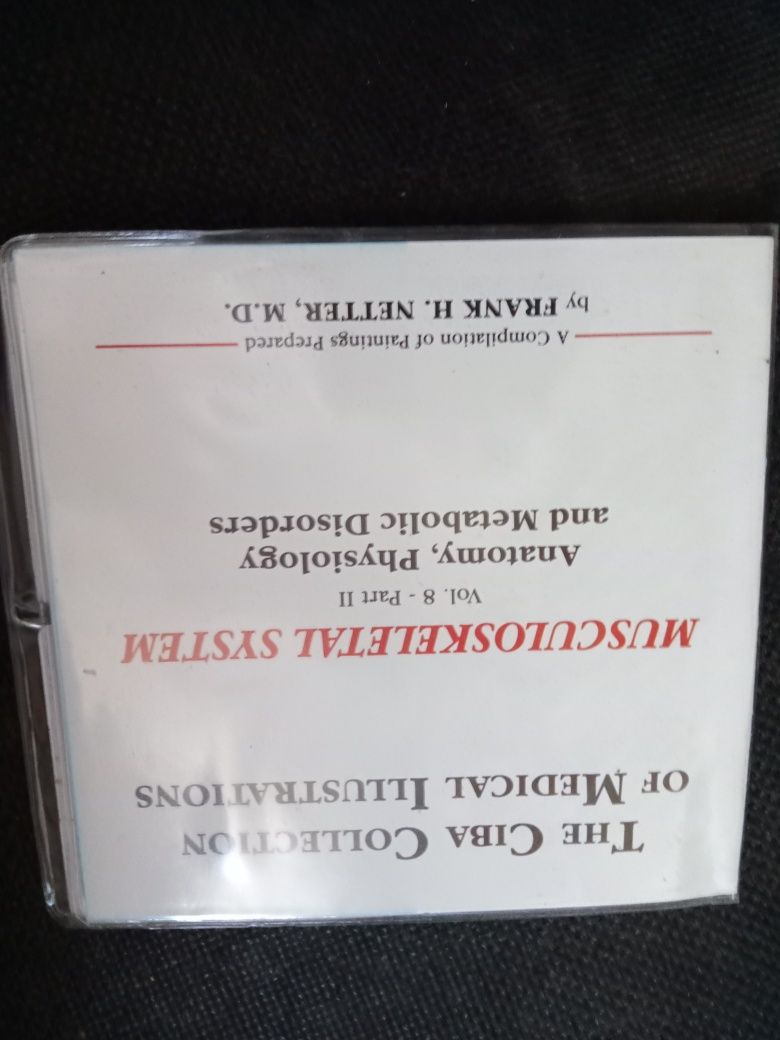 THE CIBA COLLECTION
OF MEDICAL ILLUSTRATIONS
MUSCULOSKELETAL SYSTEM
Vol. 8 - Part II
Anatomy, Physiology
and Metabolic Disorders
A Compilation of Paintings Prepared
by FRANK H. NETTER, M.D.